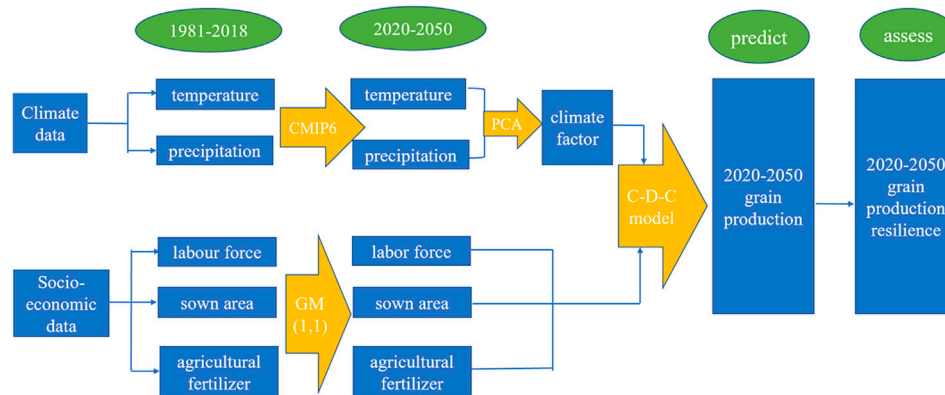 1981-2018
2020-2050
predict
assess
Climate
data
temperature
precipitation
CMIP6
temperature
precipitation
PCA
climate
factor
C-D-C
model
2020-2050
grain
production
2020-2050
grain
production
resilience
Socio-
economic
data
labour force
sown area
agricultural
fertilizer
GM
(1,1)
labor force
sown area
agricultural
fertilizer